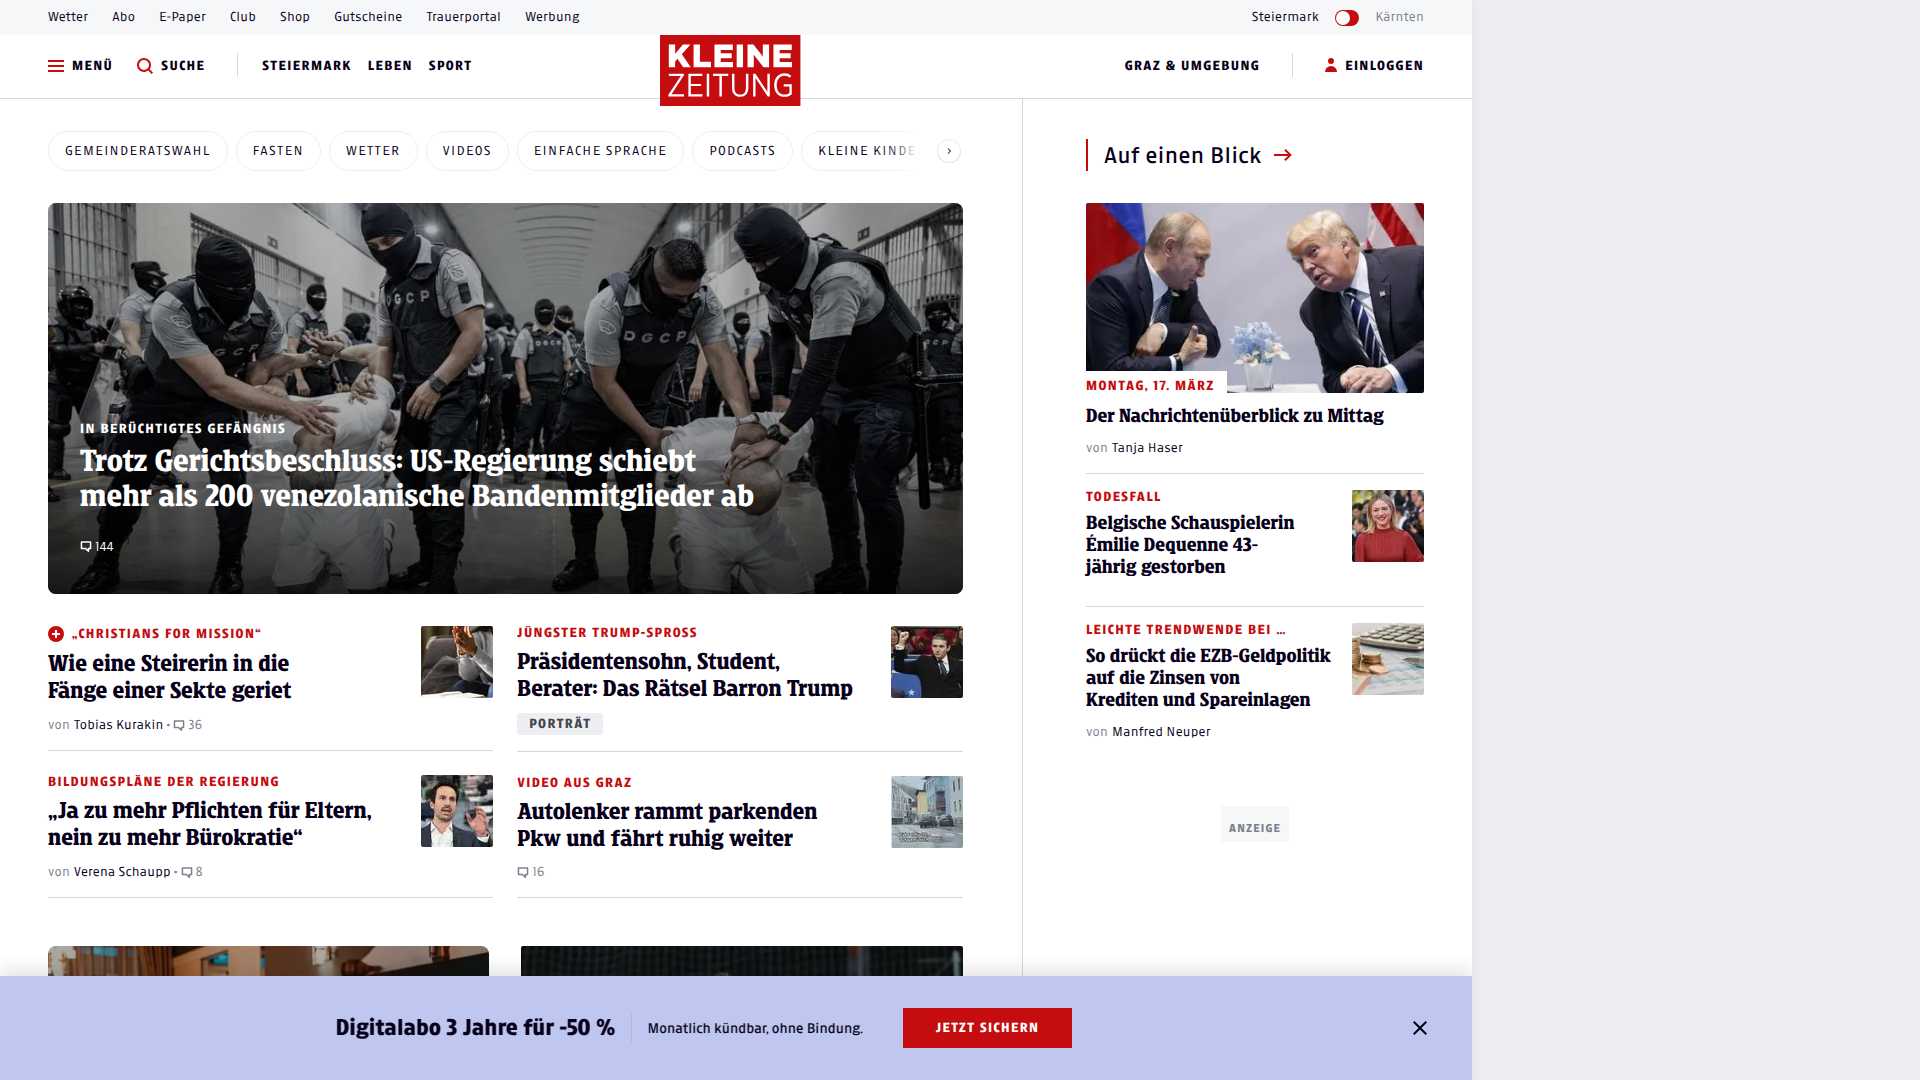 Wetter Abo E-Paper Club Shop Gutscheine Trauerportal Werbung Steiermark Kärnten
MENÜ SUCHE STEIERMARK LEBEN SPORT KLEINE ZEITUNG GRAZ & UMGEBUNG EINLOGGEN
GEMEINDERATSWAHL FASTEN WETTER VIDEOS EINFACHE SPRACHE PODCASTS KLEINE KINDE
IN BERÜCHTIGTES GEFÄNGNIS
Trotz Gerichtsbeschluss: US-Regierung schiebt
mehr als 200 venezolanische Bandenmitglieder ab
144
DGCP
DGCP
DGCP
DGCP
„CHRISTIANS FOR MISSION“
Wie eine Steirerin in die
Fänge einer Sekte geriet
von Tobias Kurakin • 36
JÜNGSTER TRUMP-SPROSS
Präsidentensohn, Student,
Berater: Das Rätsel Barron Trump
PORTRÄT
BILDUNGSPLÄNE DER REGIERUNG
„Ja zu mehr Pflichten für Eltern,
nein zu mehr Bürokratie“
von Verena Schaupp • 8
VIDEO AUS GRAZ
Autolenker rammt parkenden
Pkw und fährt ruhig weiter
16
Auf einen Blick
MONTAG, 17. MÄRZ
Der Nachrichtenüberblick zu Mittag
von Tanja Haser
TODESFALL
Belgische Schauspielerin
Émilie Dequenne 43-
jährig gestorben
LEICHTE TRENDWENDE BEI …
So drückt die EZB-Geldpolitik
auf die Zinsen von
Krediten und Spareinlagen
von Manfred Neuper
ANZEIGE
Digitalabo 3 Jahre für -50 % Monatlich kündbar, ohne Bindung. JETZT SICHERN